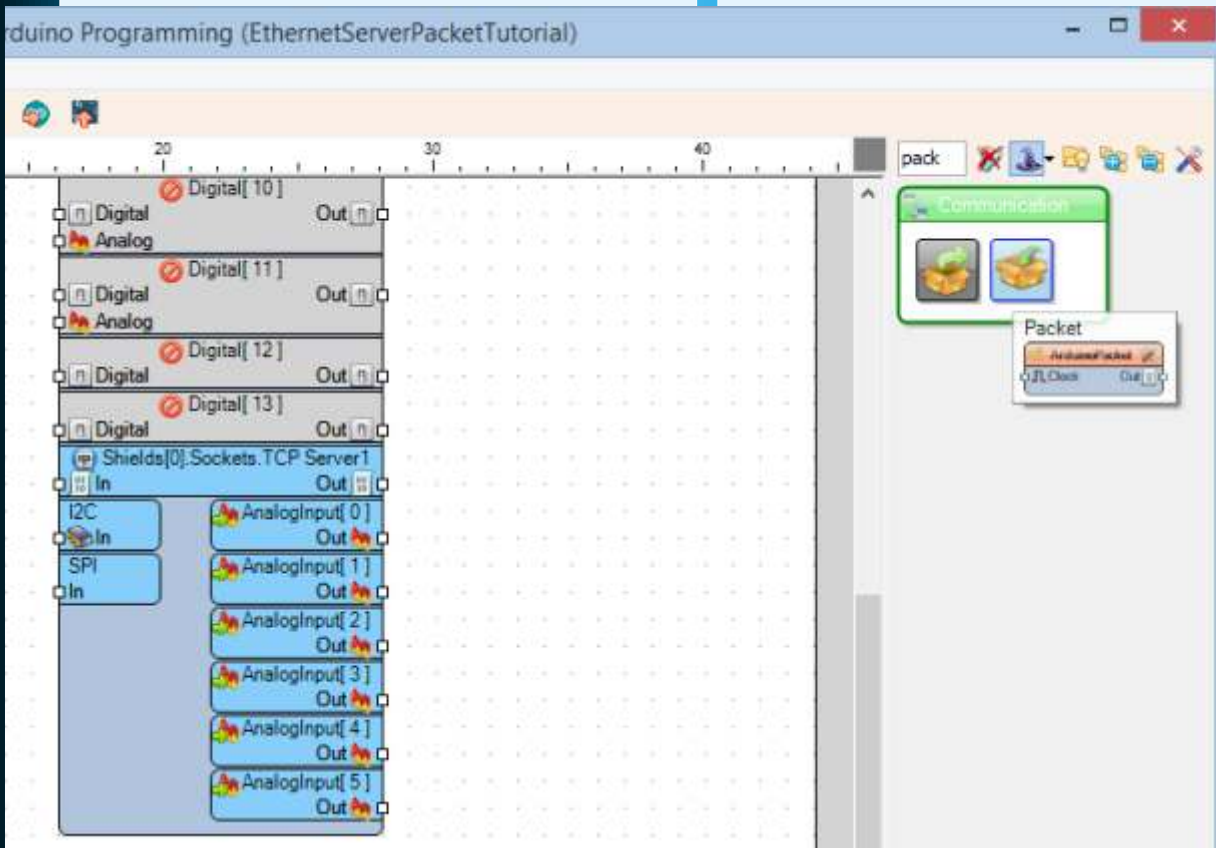 rduino Programming (EthernetServerPacketTutorial)
20 30 40
pack
Communication
Digital[ 10 ]
Digital Out
Analog
Digital[ 11 ]
Digital Out
Analog
Digital[ 12 ]
Digital Out
Digital[ 13 ]
Digital Out
Shields[0].Sockets.TCP Server1
In Out
I2C AnalogInput[ 0 ]
In Out
SPI AnalogInput[ 1 ]
In Out
AnalogInput[ 2 ]
Out
AnalogInput[ 3 ]
Out
AnalogInput[ 4 ]
Out
AnalogInput[ 5 ]
Out
Packet
ArduinoPacket
Clock Out